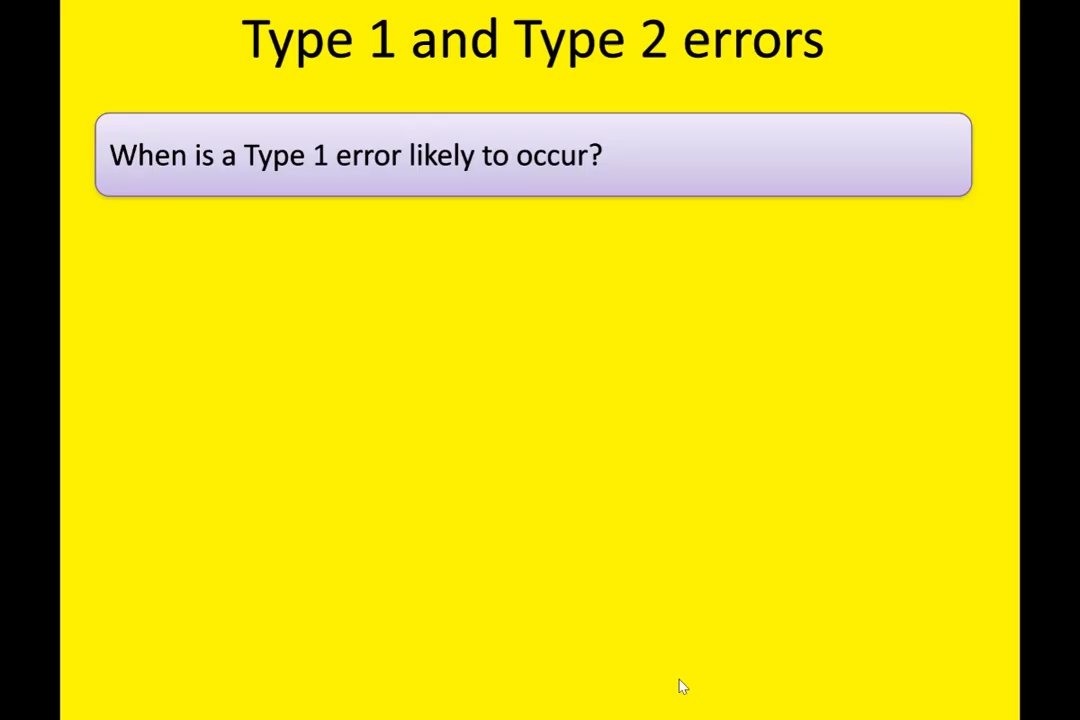 Type 1 and Type 2 errors
When is a Type 1 error likely to occur?